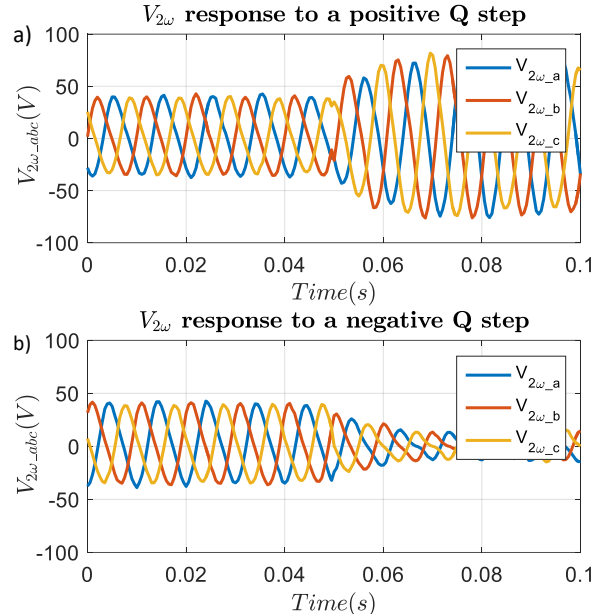 V2ω response to a positive Q step
a)
100
50
0
-50
-100
V2ω_abc(V)
V2ω_a
V2ω_b
V2ω_c
0 0.02 0.04 0.06 0.08 0.1
Time(s)
V2ω response to a negative Q step
b)
100
50
0
-50
-100
V2ω_abc(V)
V2ω_a
V2ω_b
V2ω_c
0 0.02 0.04 0.06 0.08 0.1
Time(s)